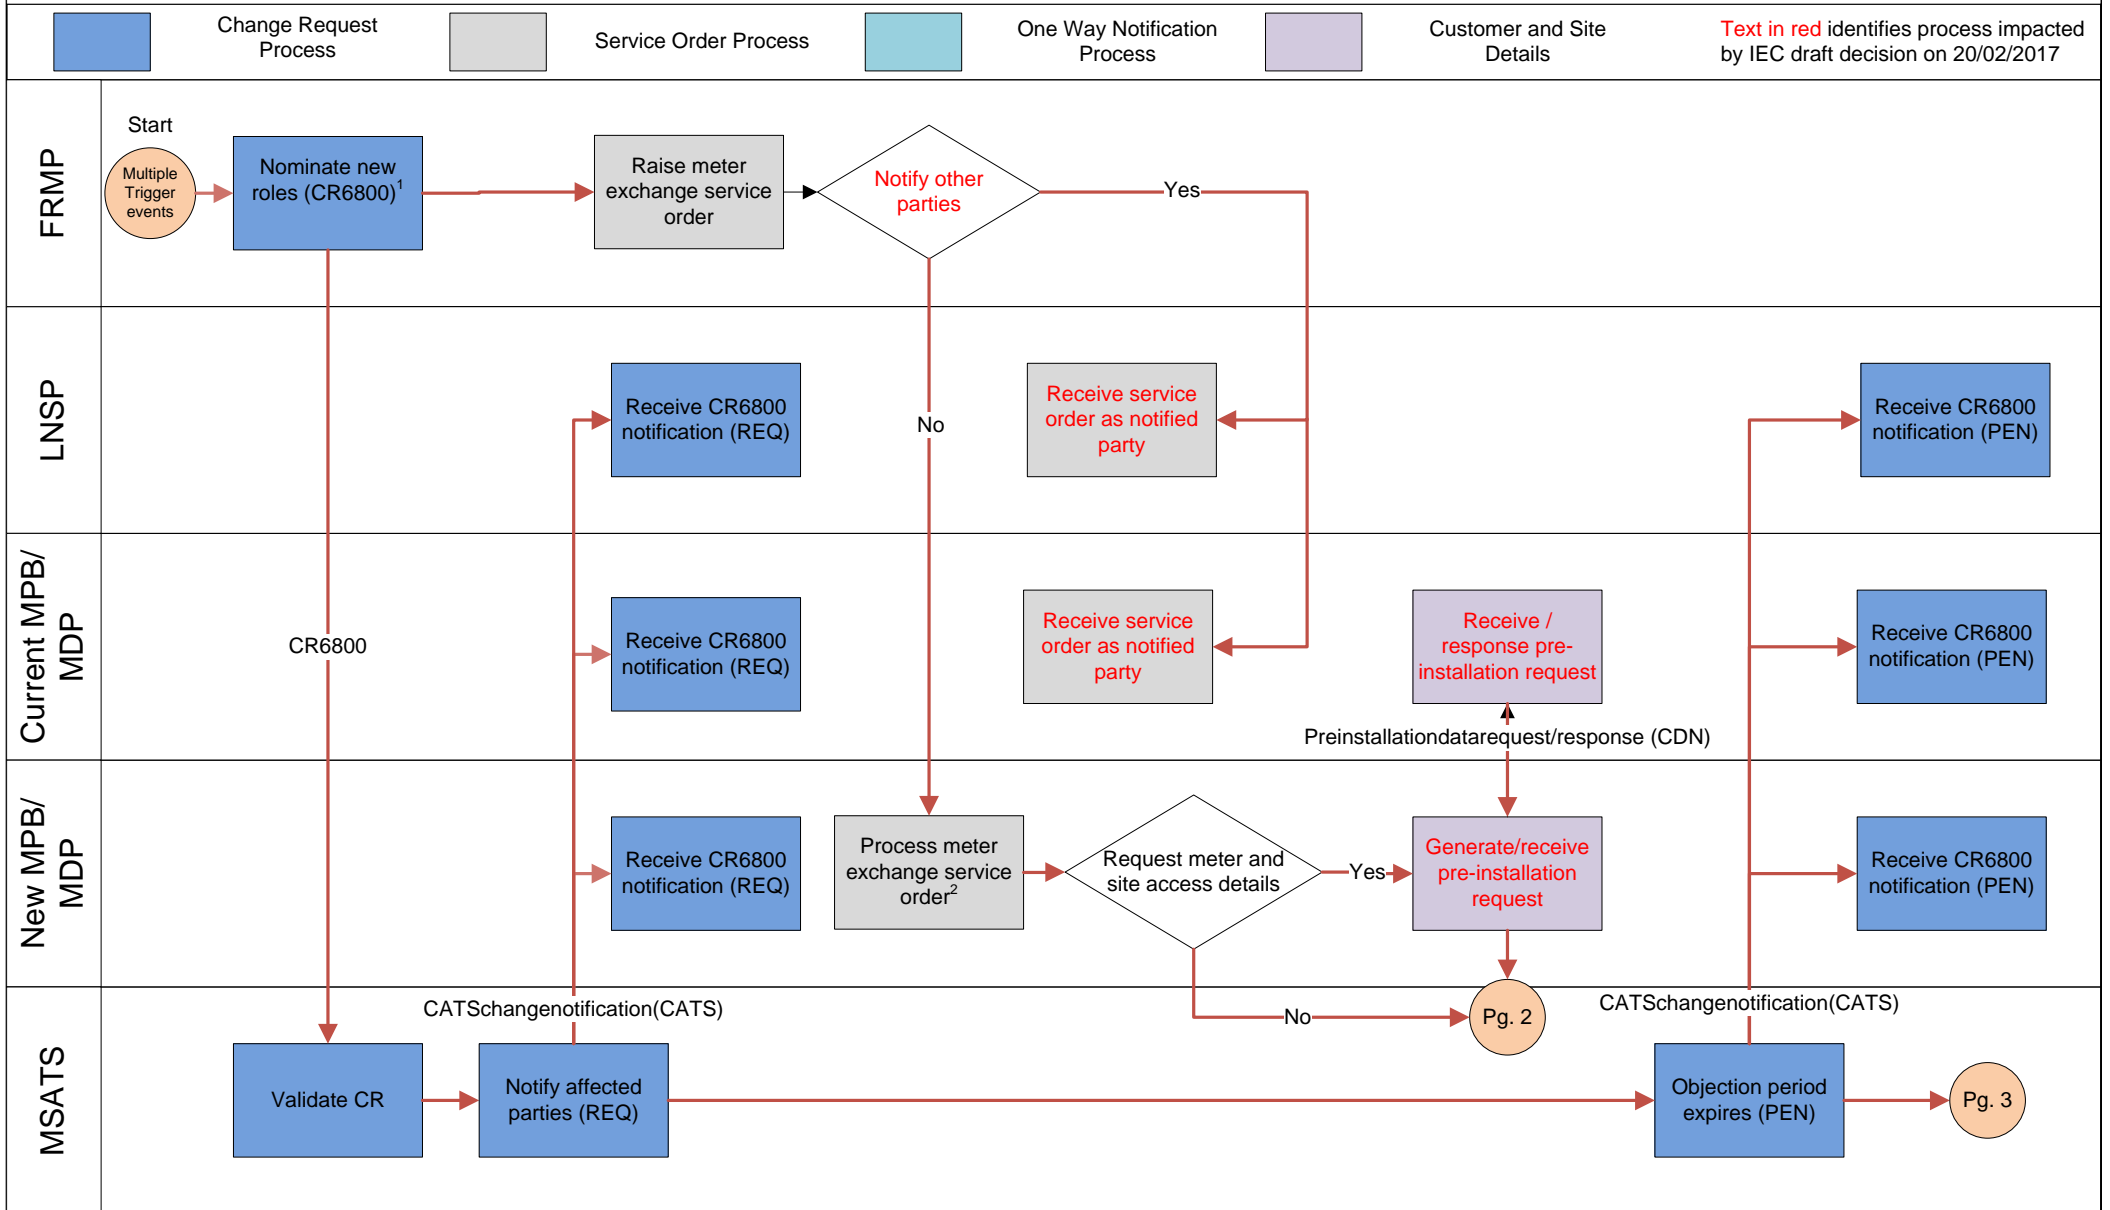 Change Request
Process
Service Order Process
One Way Notification
Process
Customer and Site
Details
Text in red identifies process impacted
by IEC draft decision on 20/02/2017
FRMP
Start
Multiple
Trigger
events
Nominate new
roles (CR6800)1
Raise meter
exchange service
order
Notify other
parties
Yes
LNSP
Receive CR6800
notification (REQ)
No
Receive service
order as notified
party
Receive CR6800
notification (PEN)
Current MPB/
MDP
CR6800
Receive CR6800
notification (REQ)
Receive service
order as notified
party
Receive /
response pre-
installation request
Preinstallationdatarequest/response (CDN)
Receive CR6800
notification (PEN)
New MPB/
MDP
Receive CR6800
notification (REQ)
Process meter
exchange service
order2
Request meter and
site access details
Yes
Generate/receive
pre-installation
request
Receive CR6800
notification (PEN)
MSATS
CATSchangenotification(CATS)
No
Pg. 2
CATSchangenotification(CATS)
Validate CR
Notify affected
parties (REQ)
Objection period
expires (PEN)
Pg. 3